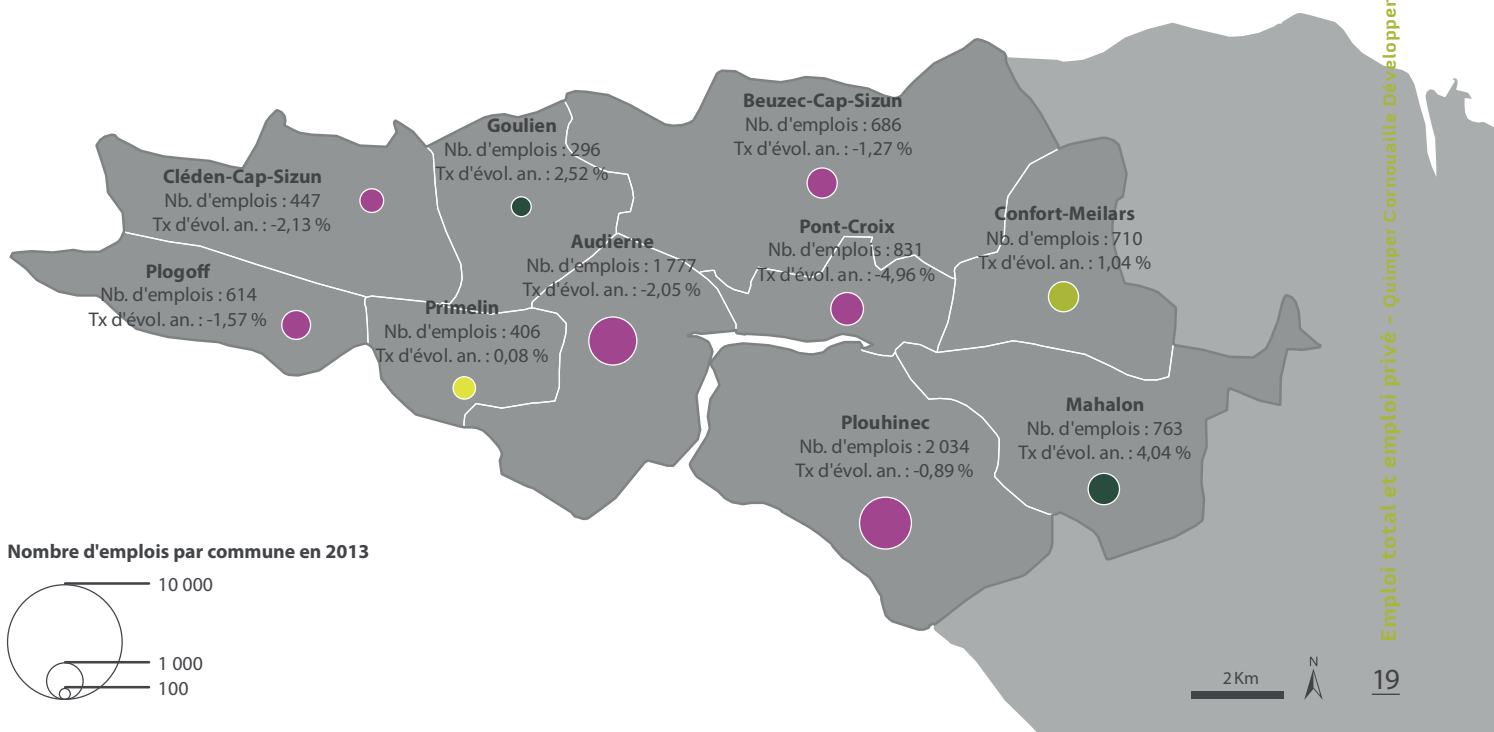 Beuzec-Cap-Sizun
Nb. d'emplois : 686
Tx d'évol. an. : -1,27 %
Goulien
Nb. d'emplois : 296
Tx d'évol. an. : 2,52 %
Cléden-Cap-Sizun
Nb. d'emplois : 447
Tx d'évol. an. : -2,13 %
Confort-Meilars
Nb. d'emplois : 710
Tx d'évol. an. : 1,04 %
Pont-Croix
Nb. d'emplois : 831
Tx d'évol. an. : -4,96 %
Audierne
Nb. d'emplois : 1 777
Tx d'évol. an. : -2,05 %
Plogoff
Nb. d'emplois : 614
Tx d'évol. an. : -1,57 %
Primelin
Nb. d'emplois : 406
Tx d'évol. an. : 0,08 %
Mahalon
Nb. d'emplois : 763
Tx d'évol. an. : 4,04 %
Plouhinec
Nb. d'emplois : 2 034
Tx d'évol. an. : -0,89 %
Nombre d'emplois par commune en 2013
10 000
1 000
100
2 Km
N
Emploi total et emploi privé - Quimper Cornouaille Développer
19